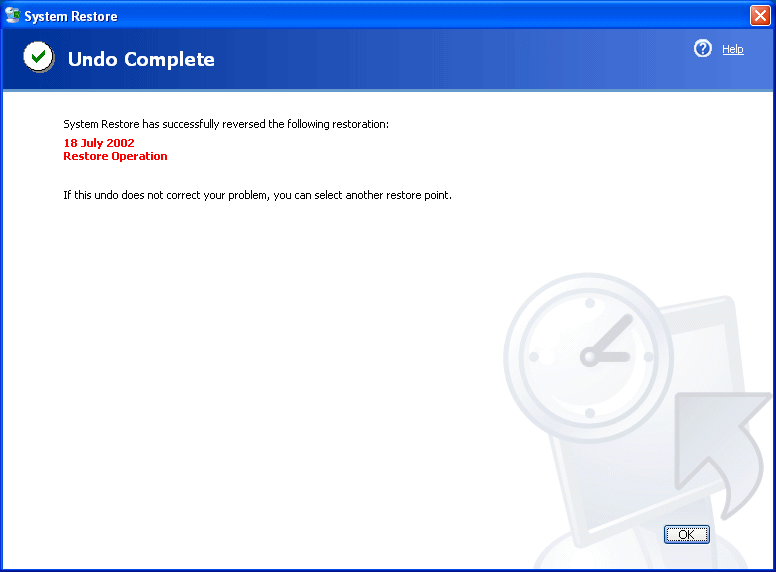 System Restore
Undo Complete
Help
System Restore has successfully reversed the following restoration:
18 July 2002
Restore Operation
If this undo does not correct your problem, you can select another restore point.
OK